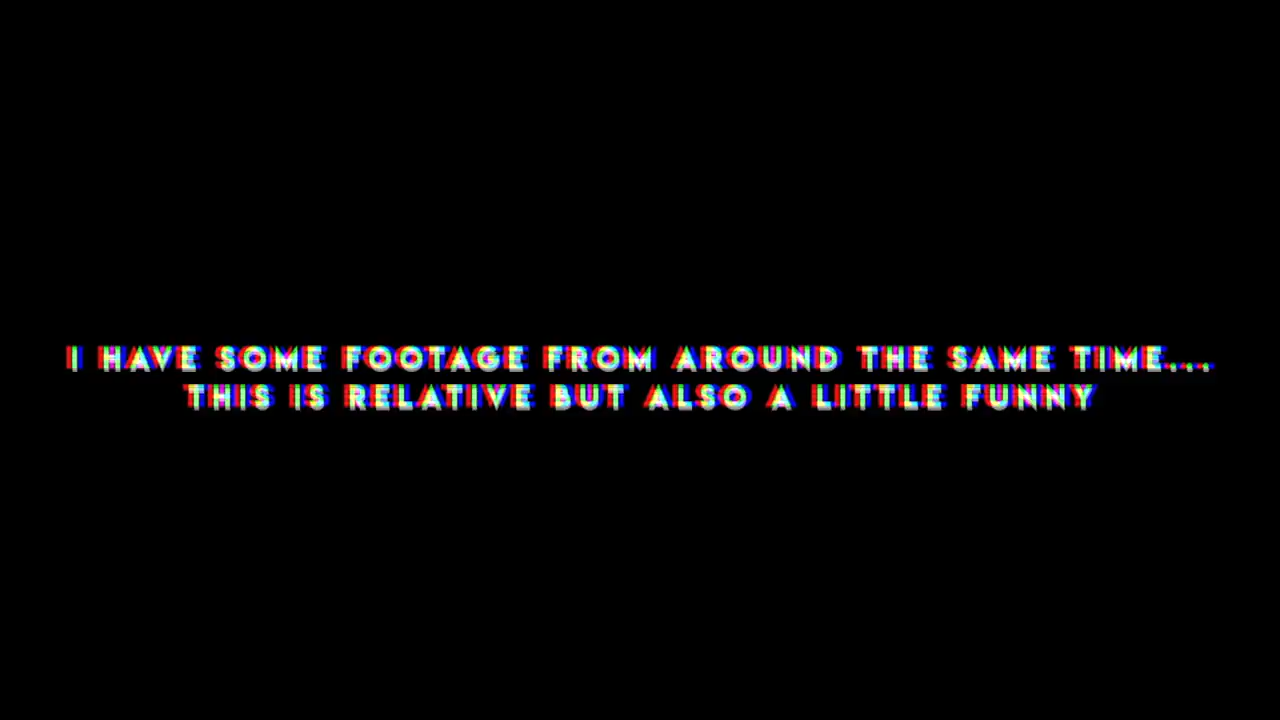 I HAVE SOME FOOTAGE FROM AROUND THE SAME TIME....
THIS IS RELATIVE BUT ALSO A LITTLE FUNNY